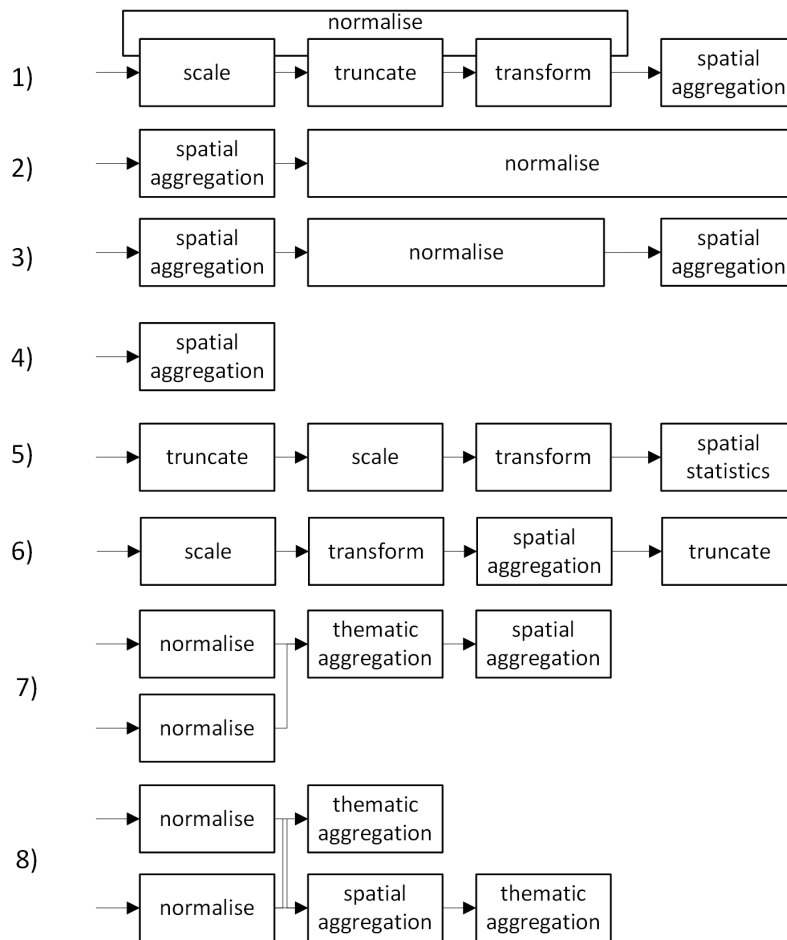 normalise
1)
scale
truncate
transform
spatial
aggregation
2)
spatial
aggregation
normalise
3)
spatial
aggregation
normalise
spatial
aggregation
4)
spatial
aggregation
5)
truncate
scale
transform
spatial
statistics
6)
scale
transform
spatial
aggregation
truncate
7)
normalise
thematic
aggregation
spatial
aggregation
normalise
8)
normalise
thematic
aggregation
normalise
spatial
aggregation
thematic
aggregation